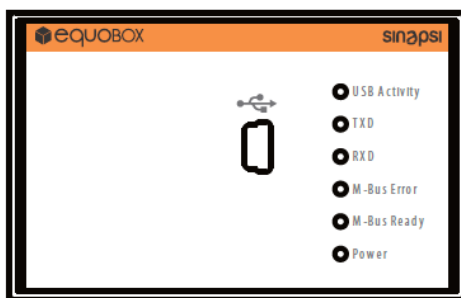 equobox
sinapsi
USB Activity
TXD
RXD
M-Bus Error
M-Bus Ready
Power